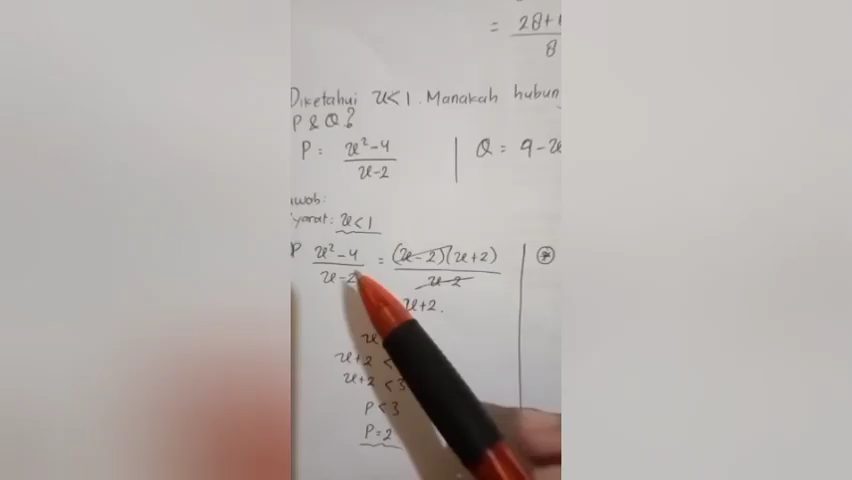 = 28+
8
Diketahui x < 1. Manakah hubun
P & Q?
P = x² - 4 / x - 2 | Q = 9 - x
awab:
yarat: x < 1
P x² - 4 / x - 2 = (x - 2)(x + 2) / x - 2
x + 2.
x
x + 2 <
x + 2 < 3
P < 3
P = 2